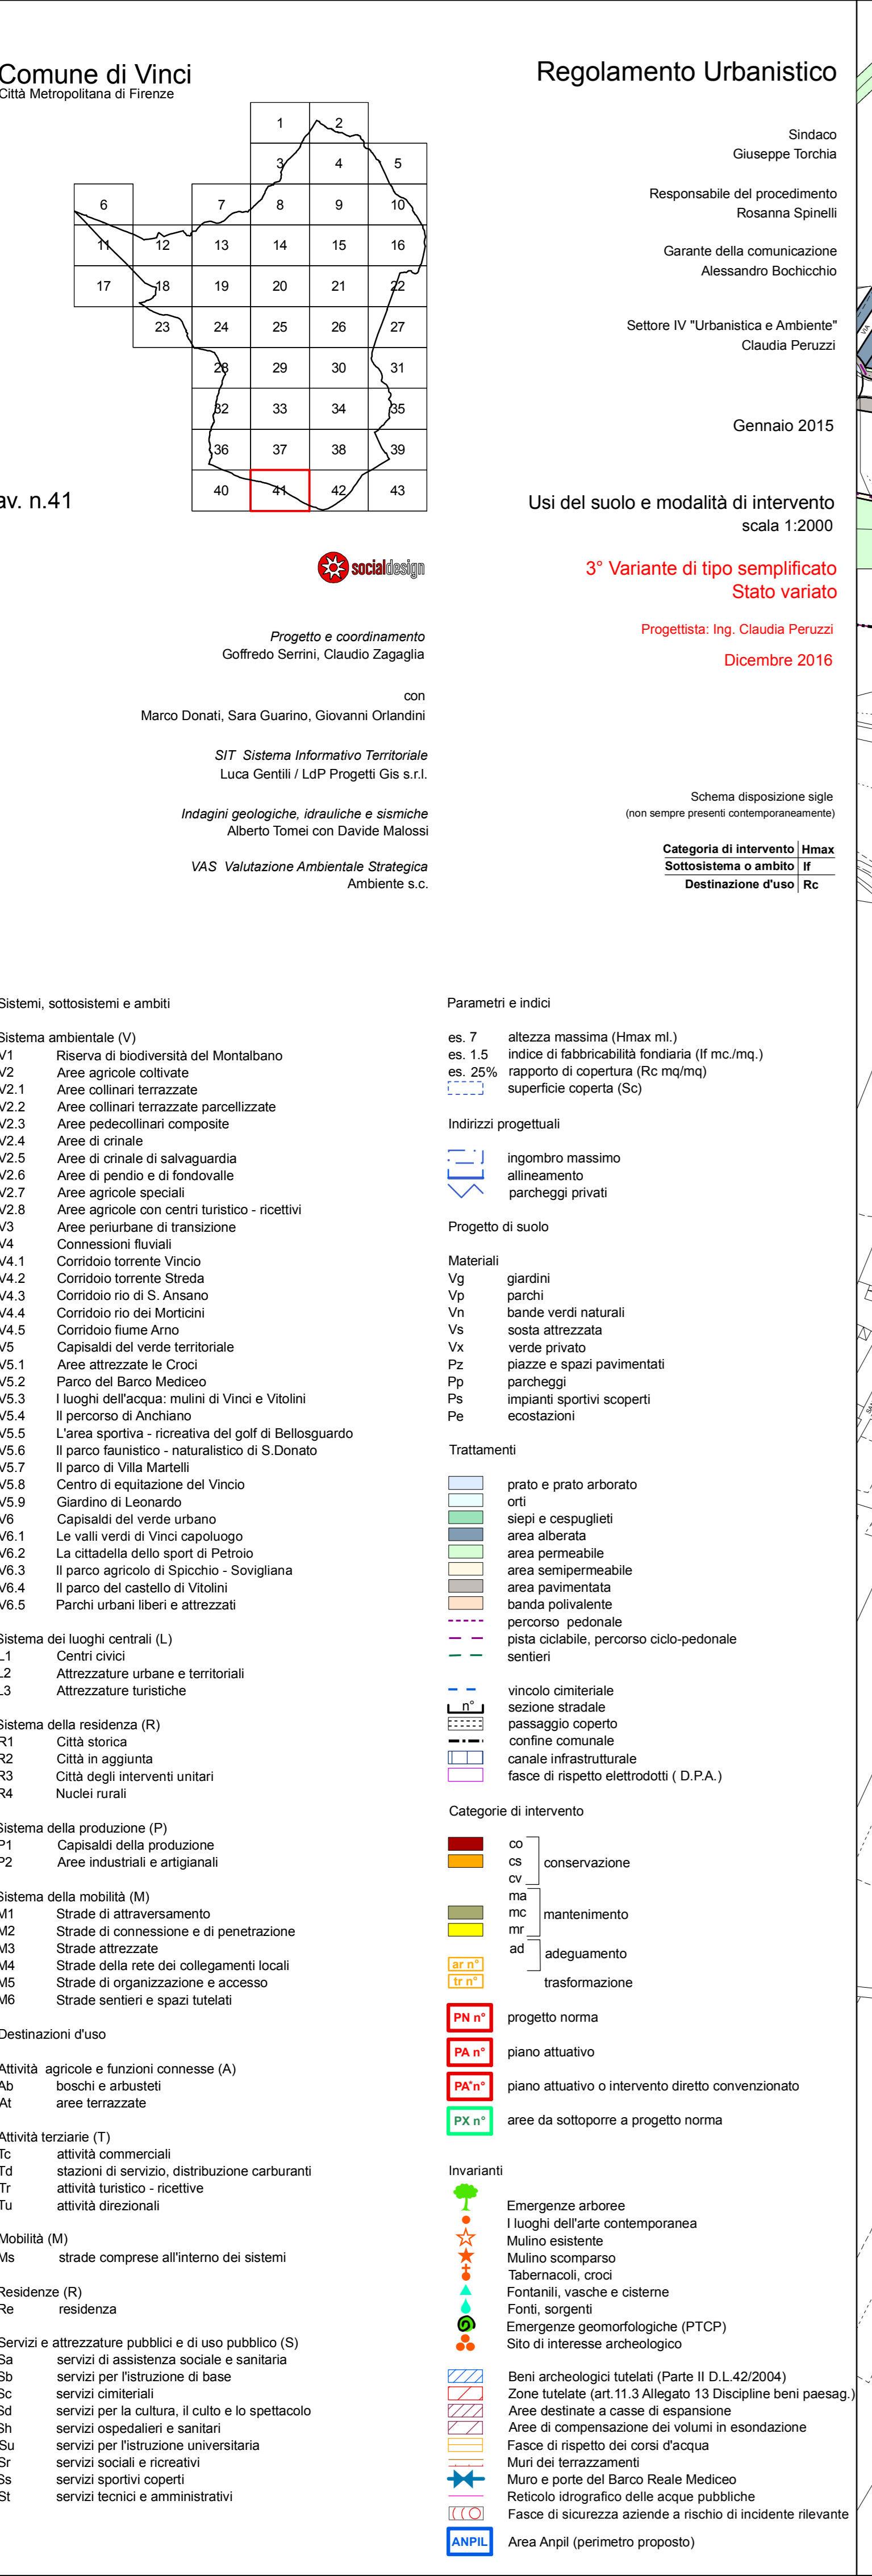 Comune di Vinci
Città Metropolitana di Firenze
Regolamento Urbanistico
Sindaco
Giuseppe Torchia
Responsabile del procedimento
Rosanna Spinelli
Garante della comunicazione
Alessandro Bochicchio
Settore IV "Urbanistica e Ambiente"
Claudia Peruzzi
Gennaio 2015
1 2
3 4 5
6 7 8 9 10
11 12 13 14 15 16
17 18 19 20 21 22
23 24 25 26 27
28 29 30 31
32 33 34 35
36 37 38 39
40 41 42 43
av. n.41
Usi del suolo e modalità di intervento
scala 1:2000
3° Variante di tipo semplificato
Stato variato
Progettista: Ing. Claudia Peruzzi
Dicembre 2016
socialdesign
Progetto e coordinamento
Goffredo Serrini, Claudio Zagaglia
con
Marco Donati, Sara Guarino, Giovanni Orlandini
SIT Sistema Informativo Territoriale
Luca Gentili / LdP Progetti Gis s.r.l.
Indagini geologiche, idrauliche e sismiche
Alberto Tomei con Davide Malossi
VAS Valutazione Ambientale Strategica
Ambiente s.c.
Schema disposizione sigle
(non sempre presenti contemporaneamente)
Categoria di intervento Hmax
Sottosistema o ambito If
Destinazione d'uso Rc
Sistemi, sottosistemi e ambiti
Sistema ambientale (V)
V1 Riserva di biodiversità del Montalbano
V2 Aree agricole coltivate
V2.1 Aree collinari terrazzate
V2.2 Aree collinari terrazzate parcellizzate
V2.3 Aree pedecollinari composite
V2.4 Aree di crinale
V2.5 Aree di crinale di salvaguardia
V2.6 Aree di pendio e di fondovalle
V2.7 Aree agricole speciali
V2.8 Aree agricole con centri turistico - ricettivi
V3 Aree periurbane di transizione
V4 Connessioni fluviali
V4.1 Corridoio torrente Vincio
V4.2 Corridoio torrente Streda
V4.3 Corridoio rio di S. Ansano
V4.4 Corridoio rio dei Morticini
V4.5 Corridoio fiume Arno
V5 Capisaldi del verde territoriale
V5.1 Aree attrezzate le Croci
V5.2 Parco del Barco Mediceo
V5.3 I luoghi dell'acqua: mulini di Vinci e Vitolini
V5.4 Il percorso di Anchiano
V5.5 L'area sportiva - ricreativa del golf di Bellosguardo
V5.6 Il parco faunistico - naturalistico di S.Donato
V5.7 Il parco di Villa Martelli
V5.8 Centro di equitazione del Vincio
V5.9 Giardino di Leonardo
V6 Capisaldi del verde urbano
V6.1 Le valli verdi di Vinci capoluogo
V6.2 La cittadella dello sport di Petroio
V6.3 Il parco agricolo di Spicchio - Sovigliana
V6.4 Il parco del castello di Vitolini
V6.5 Parchi urbani liberi e attrezzati
Sistema dei luoghi centrali (L)
L1 Centri civici
L2 Attrezzature urbane e territoriali
L3 Attrezzature turistiche
Sistema della residenza (R)
R1 Città storica
R2 Città in aggiunta
R3 Città degli interventi unitari
R4 Nuclei rurali
Sistema della produzione (P)
P1 Capisaldi della produzione
P2 Aree industriali e artigianali
Sistema della mobilità (M)
M1 Strade di attraversamento
M2 Strade di connessione e di penetrazione
M3 Strade attrezzate
M4 Strade della rete dei collegamenti locali
M5 Strade di organizzazione e accesso
M6 Strade sentieri e spazi tutelati
Destinazioni d'uso
Attività agricole e funzioni connesse (A)
Ab boschi e arbusteti
At aree terrazzate
Attività terziarie (T)
Tc attività commerciali
Td stazioni di servizio, distribuzione carburanti
Tr attività turistico - ricettive
Tu attività direzionali
Mobilità (M)
Ms strade comprese all'interno dei sistemi
Residenze (R)
Re residenza
Servizi e attrezzature pubblici e di uso pubblico (S)
Sa servizi di assistenza sociale e sanitaria
Sb servizi per l'istruzione di base
Sc servizi cimiteriali
Sd servizi per la cultura, il culto e lo spettacolo
Sh servizi ospedalieri e sanitari
Su servizi per l'istruzione universitaria
Sr servizi sociali e ricreativi
Ss servizi sportivi coperti
St servizi tecnici e amministrativi
Parametri e indici
es. 7 altezza massima (Hmax ml.)
es. 1.5 indice di fabbricabilità fondiaria (If mc./mq.)
es. 25% rapporto di copertura (Rc mq/mq)
superficie coperta (Sc)
Indirizzi progettuali
ingombro massimo
allineamento
parcheggi privati
Progetto di suolo
Materiali
Vg giardini
Vp parchi
Vn bande verdi naturali
Vs sosta attrezzata
Vx verde privato
Pz piazze e spazi pavimentati
Pp parcheggi
Ps impianti sportivi scoperti
Pe ecostazioni
Trattamenti
prato e prato arborato
orti
siepi e cespuglieti
area alberata
area permeabile
area semipermeabile
area pavimentata
banda polivalente
percorso pedonale
pista ciclabile, percorso ciclo-pedonale
sentieri
vincolo cimiteriale
n° sezione stradale
passaggio coperto
confine comunale
canale infrastrutturale
fasce di rispetto elettrodotti ( D.P.A.)
Categorie di intervento
co
cs conservazione
cv
ma
mc mantenimento
mr
ad adeguamento
ar n°
tr n° trasformazione
PN n° progetto norma
PA n° piano attuativo
PA*n° piano attuativo o intervento diretto convenzionato
PX n° aree da sottoporre a progetto norma
Invarianti
Emergenze arboree
I luoghi dell'arte contemporanea
Mulino esistente
Mulino scomparso
Tabernacoli, croci
Fontanili, vasche e cisterne
Fonti, sorgenti
Emergenze geomorfologiche (PTCP)
Sito di interesse archeologico
Beni archeologici tutelati (Parte II D.L.42/2004)
Zone tutelate (art.11.3 Allegato 13 Discipline beni paesag.)
Aree destinate a casse di espansione
Aree di compensazione dei volumi in esondazione
Fasce di rispetto dei corsi d'acqua
Muri dei terrazzamenti
Muro e porte del Barco Reale Mediceo
Reticolo idrografico delle acque pubbliche
Fasce di sicurezza aziende a rischio di incidente rilevante
ANPIL Area Anpil (perimetro proposto)
VIA